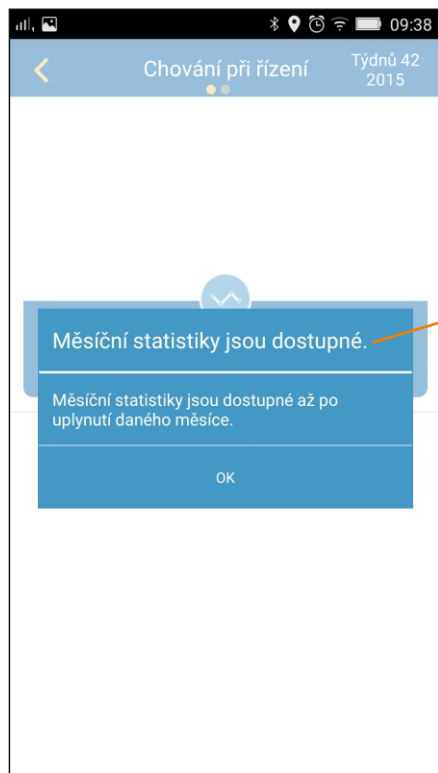 09:38
Chování při řízení
Týdnů 42
2015
Měsíční statistiky jsou dostupné.
Měsíční statistiky jsou dostupné až po
uplynutí daného měsíce.
OK